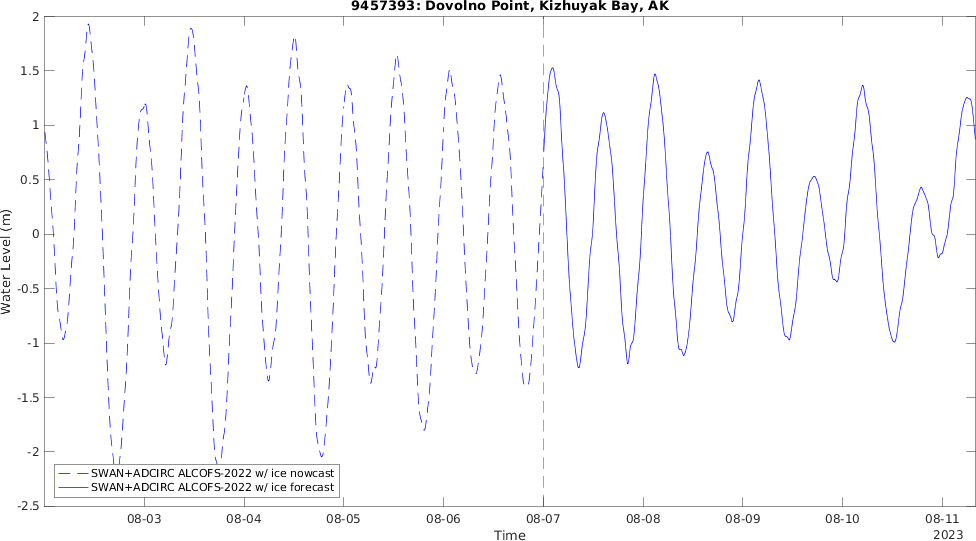 9457393: Dovolno Point, Kizhuyak Bay, AK
Water Level (m)
2
1.5
1
0.5
0
-0.5
-1
-1.5
-2
-2.5
SWAN+ADCIRC ALCOFS-2022 w/ ice nowcast
SWAN+ADCIRC ALCOFS-2022 w/ ice forecast
08-03 08-04 08-05 08-06 08-07 08-08 08-09 08-10 08-11
Time
2023